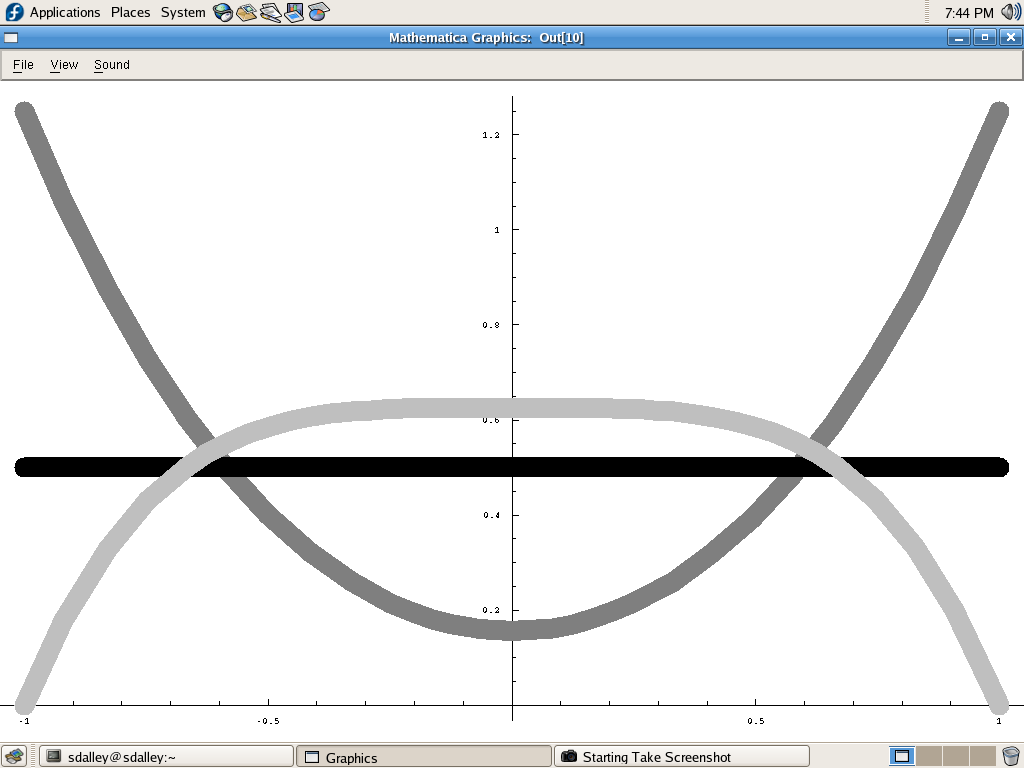 Applications Places System 7:44 PM
Mathematica Graphics: Out[10]
File View Sound
1.2
1
0.8
0.6
0.4
0.2
-1 -0.5 0.5 1
sdalley@sdalley:~ Graphics Starting Take Screenshot